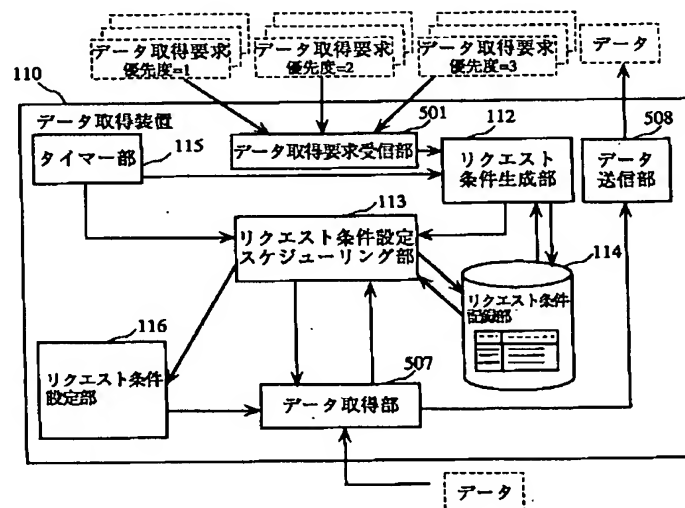 データ取得要求
優先度=1
データ取得要求
優先度=2
データ取得要求
優先度=3
データ
110
データ取得装置
タイマー部
115
501
データ取得要求受信部
112
リクエスト
条件生成部
508
データ
送信部
113
リクエスト条件設定
スケジューリング部
114
リクエスト条件
記録部
116
リクエスト条件
設定部
507
データ取得部
データ